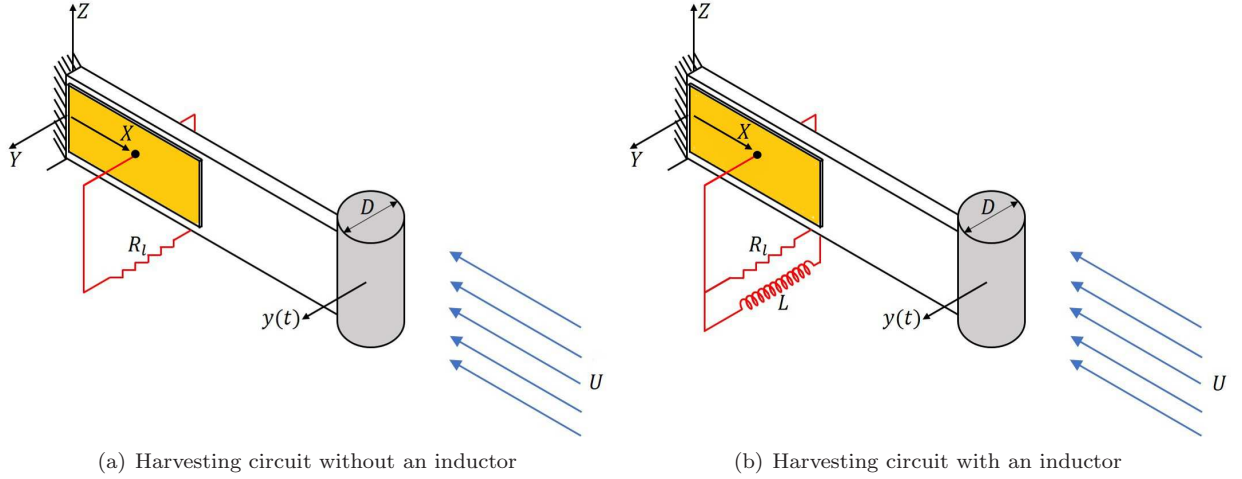 Z
X
Y
D
R_l
y(t)
U
(a) Harvesting circuit without an inductor
Z
X
Y
D
R_l
L
y(t)
U
(b) Harvesting circuit with an inductor